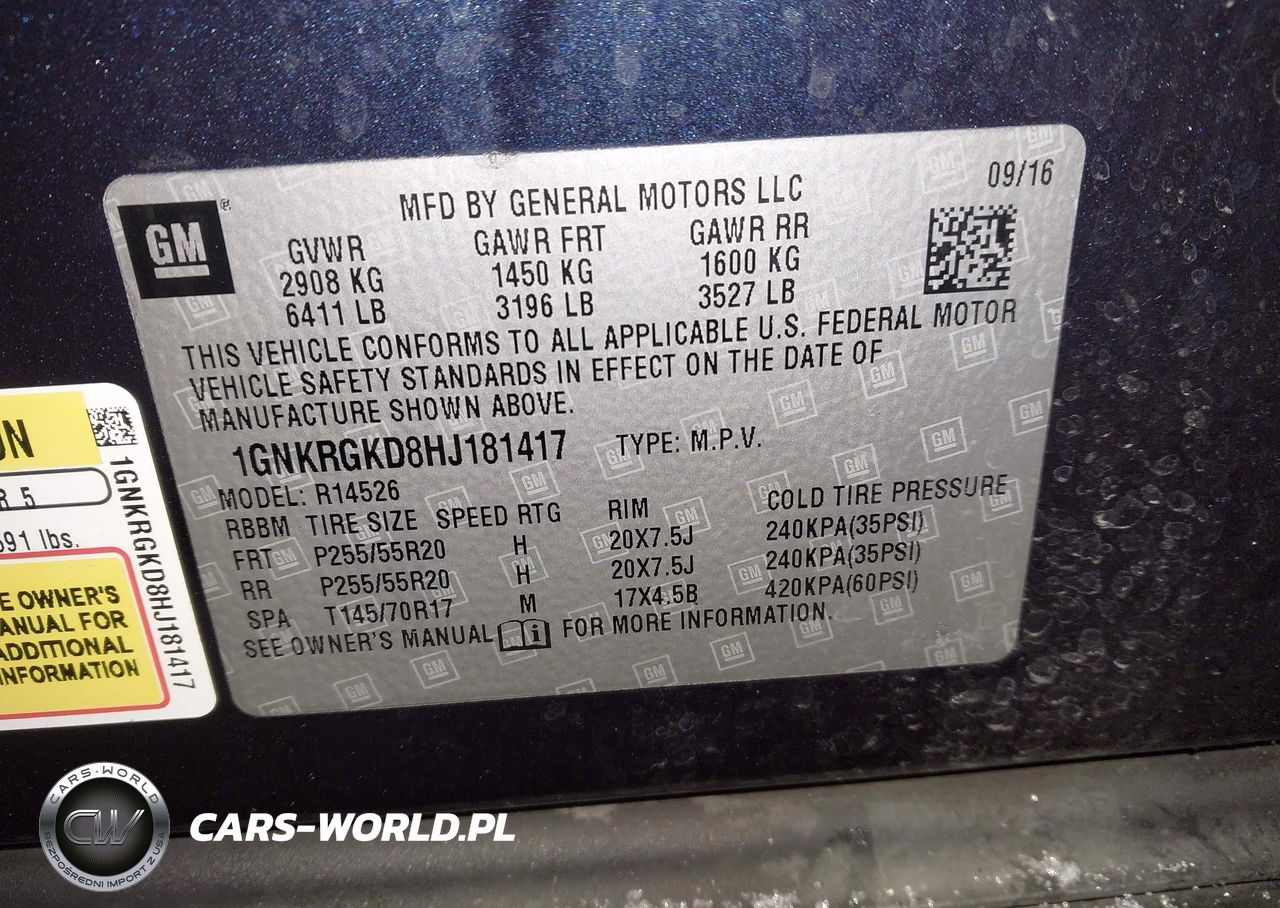 09/16
MFD BY GENERAL MOTORS LLC
GM®
GVWR GAWR FRT GAWR RR
2908 KG 1450 KG 1600 KG
6411 LB 3196 LB 3527 LB
THIS VEHICLE CONFORMS TO ALL APPLICABLE U.S. FEDERAL MOTOR
VEHICLE SAFETY STANDARDS IN EFFECT ON THE DATE OF
MANUFACTURE SHOWN ABOVE.
1GNKRGKD8HJ181417 TYPE: M.P.V.
MODEL: R14526
RBBM TIRE SIZE SPEED RTG RIM COLD TIRE PRESSURE
FRT P255/55R20 H 20X7.5J 240KPA(35PSI)
RR P255/55R20 H 20X7.5J 240KPA(35PSI)
SPA T145/70R17 M 17X4.5B 420KPA(60PSI)
SEE OWNER'S MANUAL FOR MORE INFORMATION.
R 5
91 lbs.
E OWNER'S
ANUAL FOR
ADDITIONAL
INFORMATION
1GNKRGKD8HJ181417
CARS-WORLD
CW
BEZPOŚREDNI IMPORT Z USA
CARS-WORLD.PL